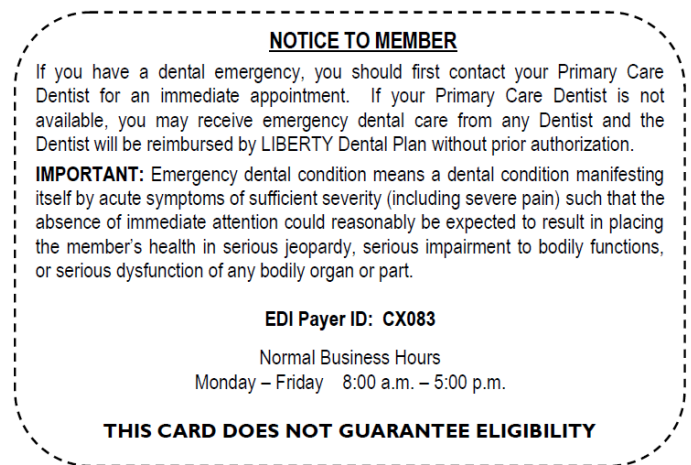 NOTICE TO MEMBER
If you have a dental emergency, you should first contact your Primary Care
Dentist for an immediate appointment. If your Primary Care Dentist is not
available, you may receive emergency dental care from any Dentist and the
Dentist will be reimbursed by LIBERTY Dental Plan without prior authorization.
IMPORTANT: Emergency dental condition means a dental condition manifesting
itself by acute symptoms of sufficient severity (including severe pain) such that the
absence of immediate attention could reasonably be expected to result in placing
the member's health in serious jeopardy, serious impairment to bodily functions,
or serious dysfunction of any bodily organ or part.
EDI Payer ID: CX083
Normal Business Hours
Monday – Friday 8:00 a.m. – 5:00 p.m.
THIS CARD DOES NOT GUARANTEE ELIGIBILITY